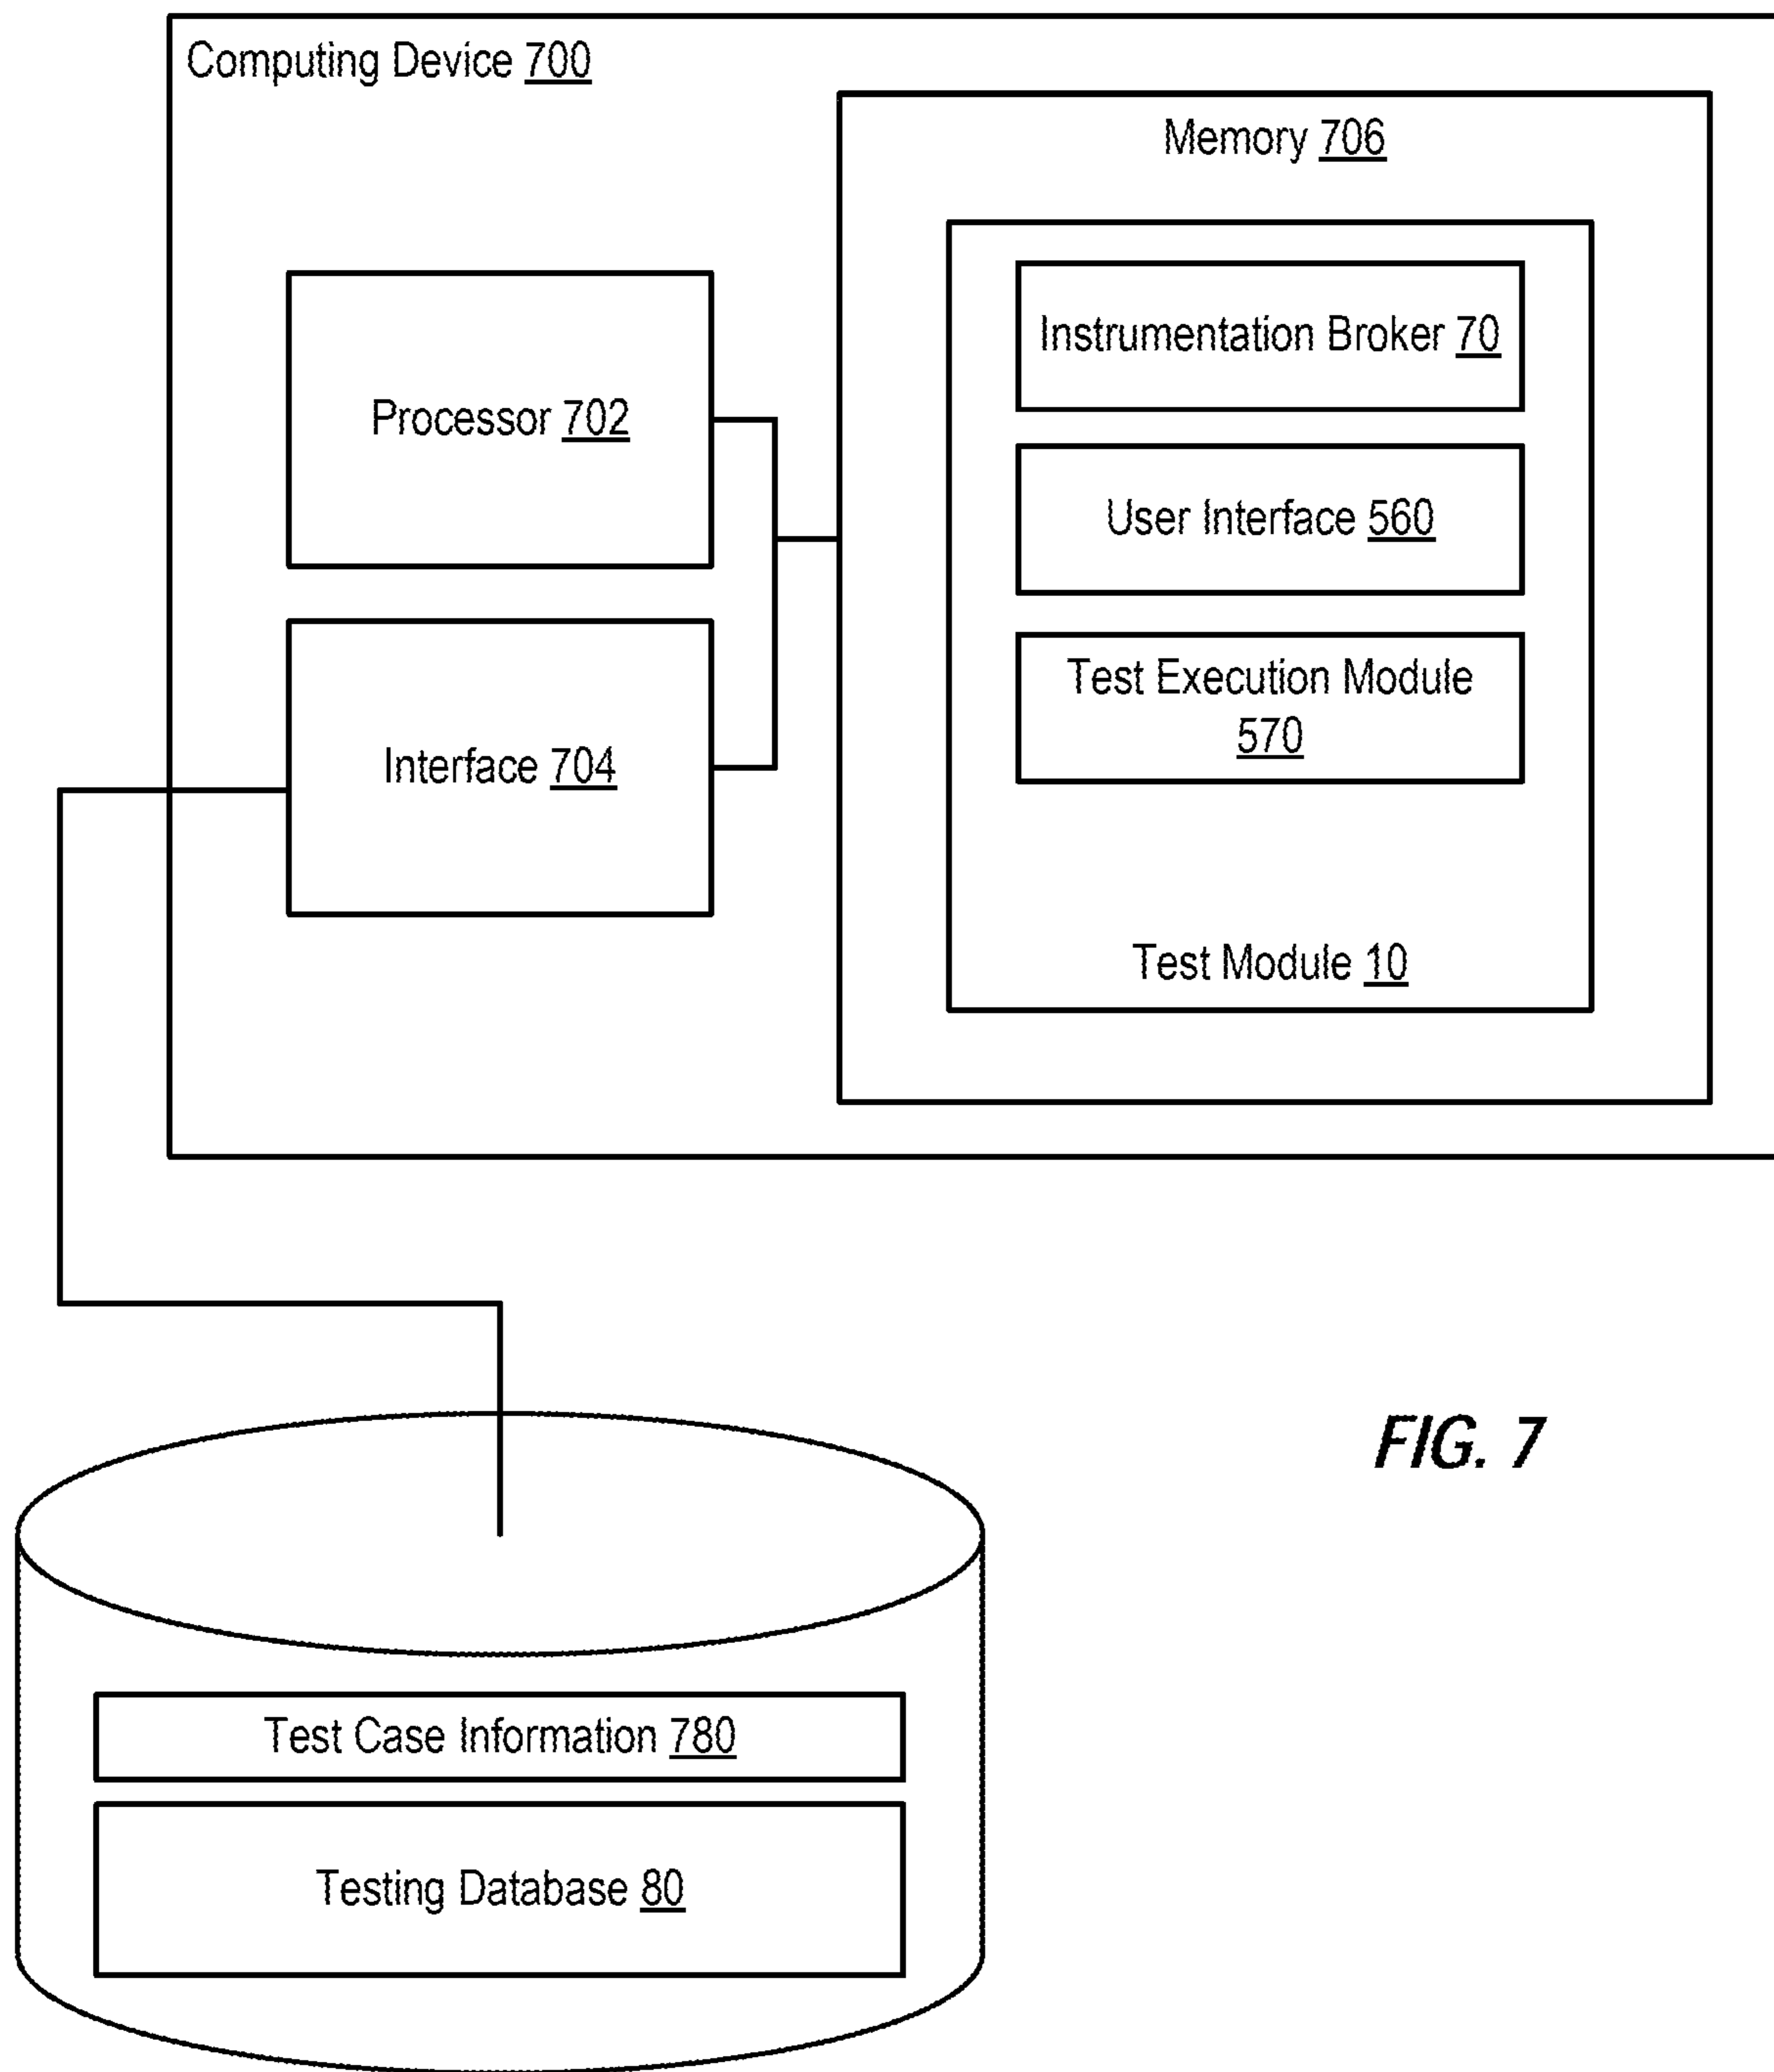 Computing Device 700
Memory 706
Instrumentation Broker 70
Processor 702
User Interface 560
Test Execution Module
570
Interface 704
Test Module 10
FIG. 7
Test Case Information 780
Testing Database 80